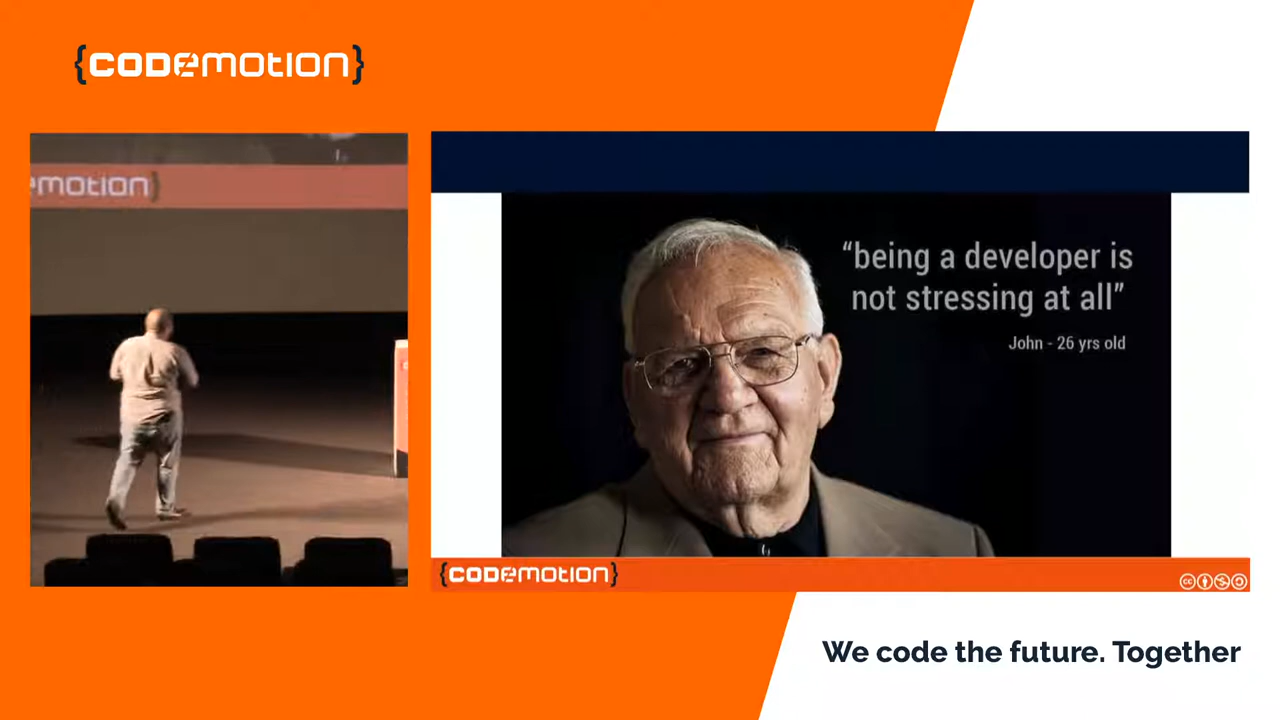 {CODEMOTION}
emotion}
“being a developer is
not stressing at all”
John - 26 yrs old
{CODEMOTION}
cc
We code the future. Together